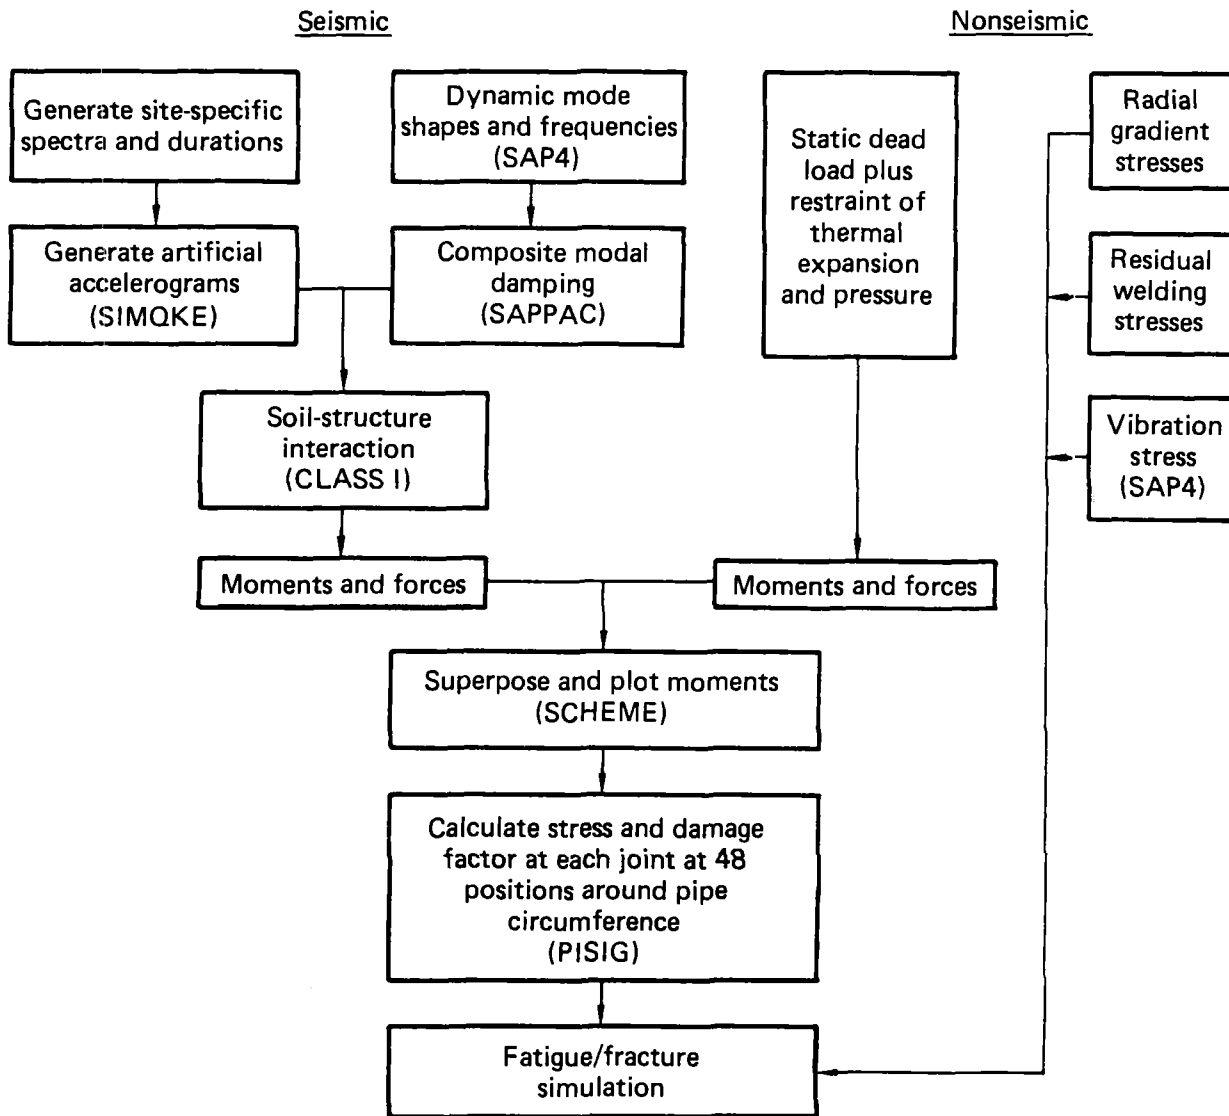 Seismic
Nonseismic
Generate site-specific
spectra and durations
Dynamic mode
shapes and frequencies
(SAP4)
Static dead
load plus
restraint of
thermal
expansion
and pressure
Radial
gradient
stresses
Generate artificial
accelerograms
(SIMQKE)
Composite modal
damping
(SAPPAC)
Residual
welding
stresses
Soil-structure
interaction
(CLASS I)
Vibration
stress
(SAP4)
Moments and forces
Moments and forces
Superpose and plot moments
(SCHEME)
Calculate stress and damage
factor at each joint at 48
positions around pipe
circumference
(PISIG)
Fatigue/fracture
simulation